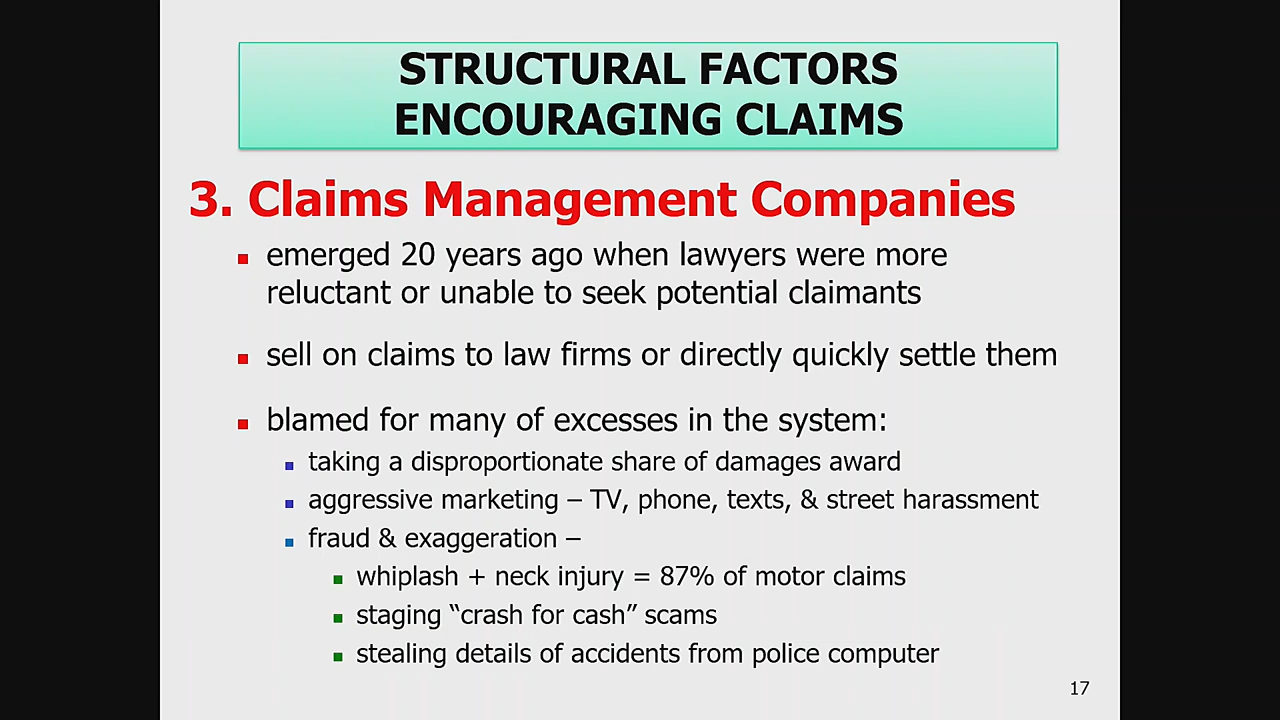 STRUCTURAL FACTORS
ENCOURAGING CLAIMS
3. Claims Management Companies
emerged 20 years ago when lawyers were more
reluctant or unable to seek potential claimants
sell on claims to law firms or directly quickly settle them
blamed for many of excesses in the system:
taking a disproportionate share of damages award
aggressive marketing – TV, phone, texts, & street harassment
fraud & exaggeration –
whiplash + neck injury = 87% of motor claims
staging “crash for cash” scams
stealing details of accidents from police computer
17